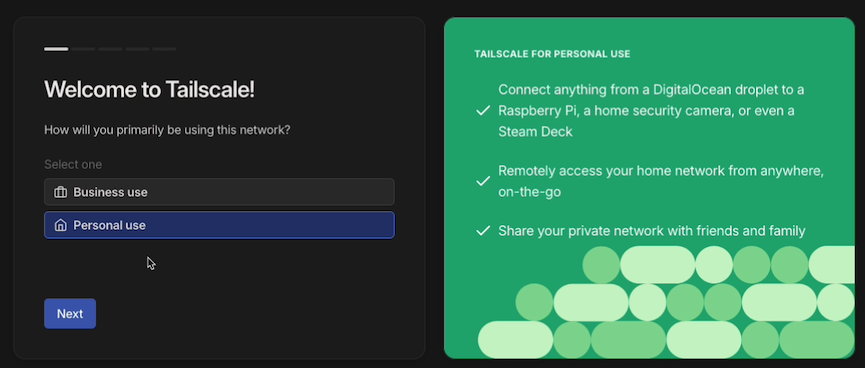 Welcome to Tailscale!
How will you primarily be using this network?
Select one
Business use
Personal use
Next
TAILSCALE FOR PERSONAL USE
Connect anything from a DigitalOcean droplet to a
Raspberry Pi, a home security camera, or even a
Steam Deck
Remotely access your home network from anywhere,
on-the-go
Share your private network with friends and family